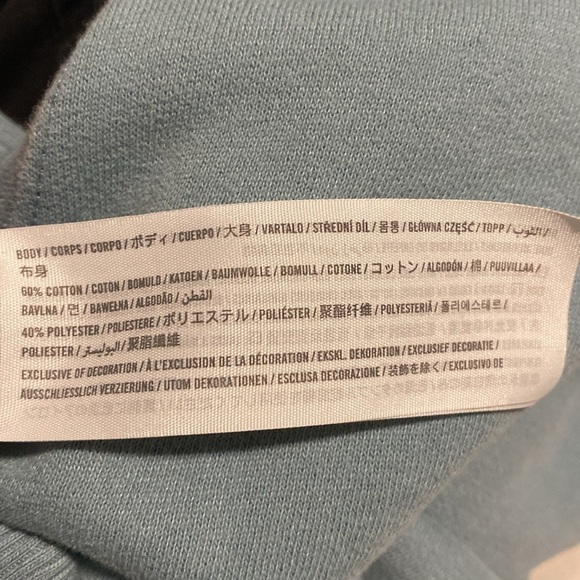 BODY / CORPS / CORPO / ボディ / CUERPO / 大身 / VARTALO / STŘEDNÍ DÍL / 몸통 / GŁÓWNA CZĘŚĆ / TOPP /
布身
60% COTTON / COTON / BOMULD / KATOEN / BAUMWOLLE / BOMULL / COTONE / コットン / ALGODÓN / 棉 / PUUVILLAA /
BAVLNA / 면 / BAWEŁNA / ALGODÃO / القطن
40% POLYESTER / POLIESTERE / ポリエステル / POLIÉSTER / 聚酯纤维 / POLYESTERIÄ / 폴리에스테르 /
POLIESTER / البوليستر / 聚脂纖維
EXCLUSIVE OF DECORATION / À L'EXCLUSION DE LA DÉCORATION / EKSKL. DEKORATION / EXCLUSIEF DECORATIE /
AUSSCHLIESSLICH VERZIERUNG / UTOM DEKORATIONEN / ESCLUSA DECORAZIONE / 装飾を除く / EXCLUSIVO DE